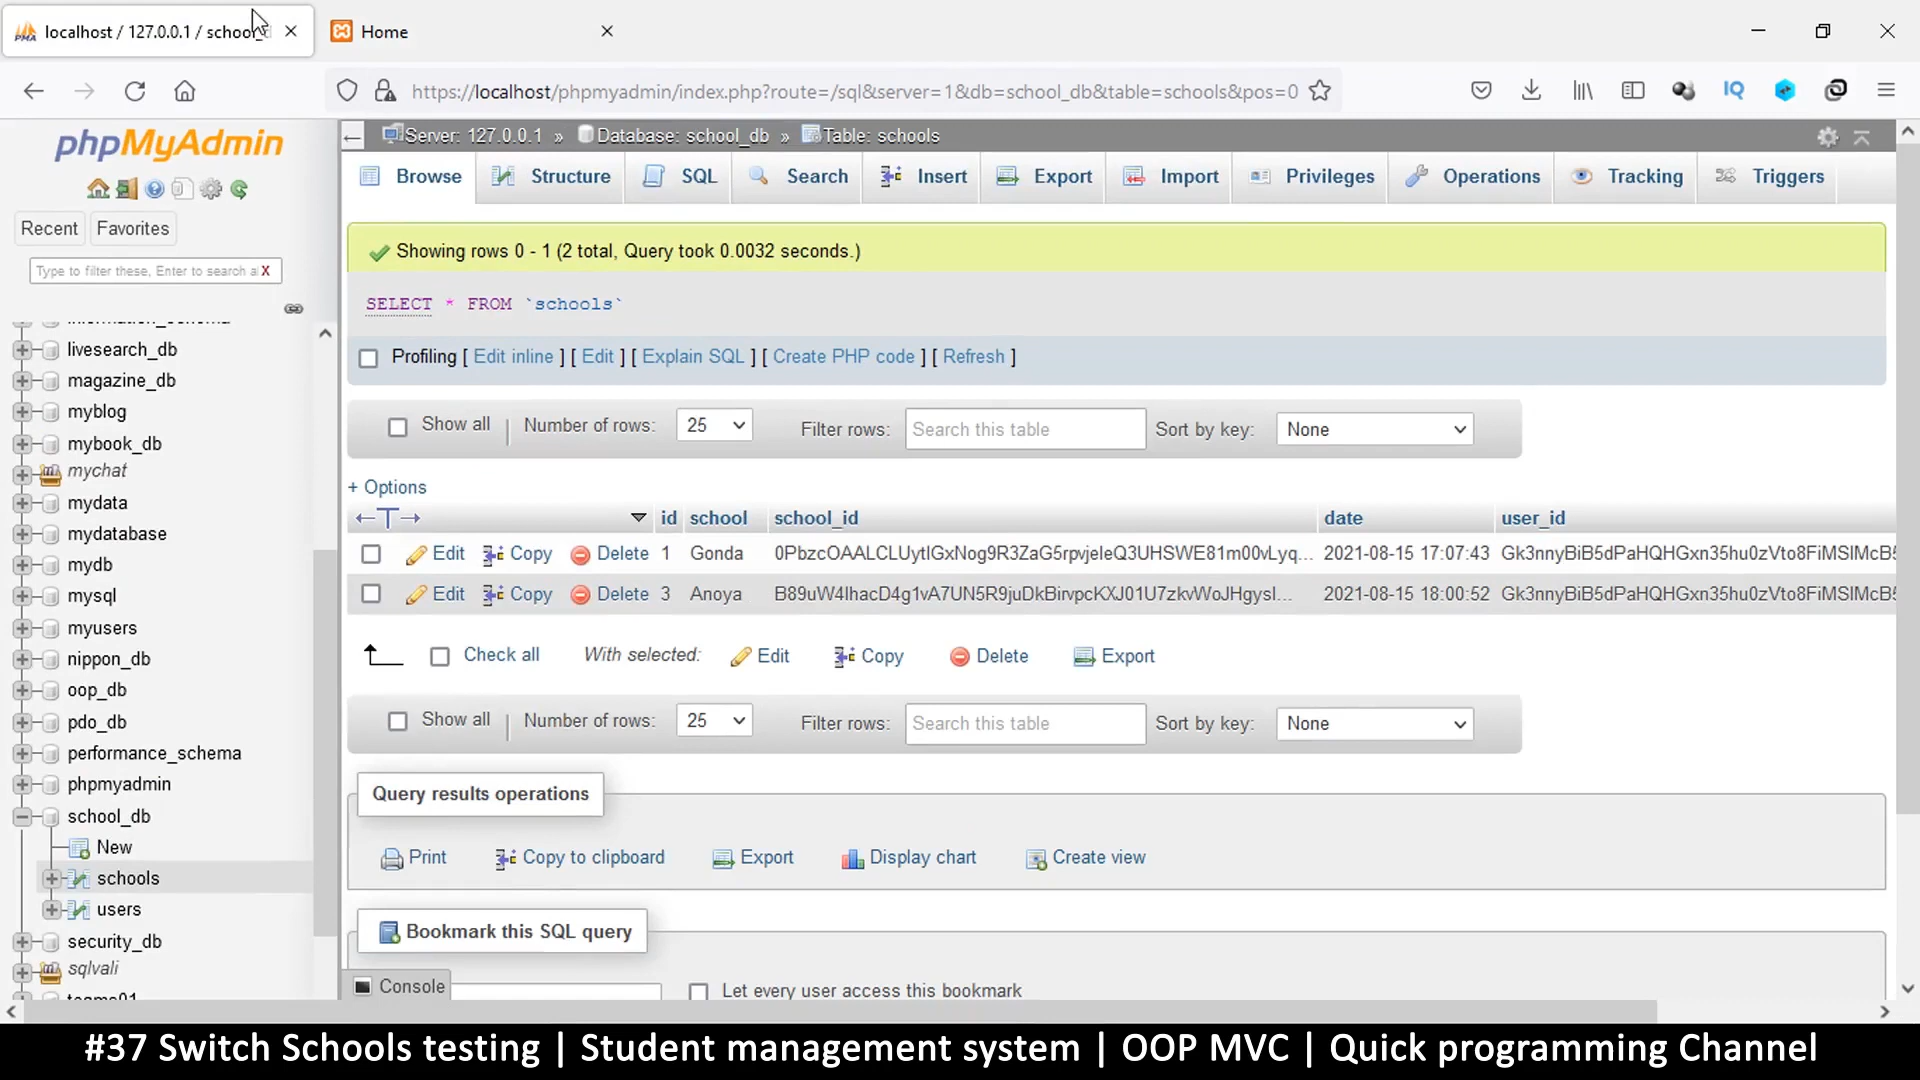 localhost / 127.0.0.1 / school_d
Home
https://localhost/phpmyadmin/index.php?route=/sql&server=1&db=school_db&table=schools&pos=0
phpMyAdmin
Recent
Favorites
Type to filter these, Enter to search a
X
livesearch_db
magazine_db
myblog
mybook_db
mychat
mydata
mydatabase
mydb
mysql
myusers
nippon_db
oop_db
pdo_db
performance_schema
phpmyadmin
school_db
New
schools
users
security_db
sqlvali
Server: 127.0.0.1 » Database: school_db » Table: schools
Browse Structure SQL Search Insert Export Import Privileges Operations Tracking Triggers
Showing rows 0 - 1 (2 total, Query took 0.0032 seconds.)
SELECT * FROM `schools`
Profiling [ Edit inline ] [ Edit ] [ Explain SQL ] [ Create PHP code ] [ Refresh ]
Show all | Number of rows: 25 Filter rows: Search this table Sort by key: None
+ Options
id school school_id date user_id
Edit Copy Delete 1 Gonda 2021-08-15 17:07:43
Edit Copy Delete 3 Anoya 2021-08-15 18:00:52
Check all With selected: Edit Copy Delete Export
Show all | Number of rows: 25 Filter rows: Search this table Sort by key: None
Query results operations
Print Copy to clipboard Export Display chart Create view
Bookmark this SQL query
Console
Let every user access this bookmark
#37 Switch Schools testing | Student management system | OOP MVC | Quick programming Channel